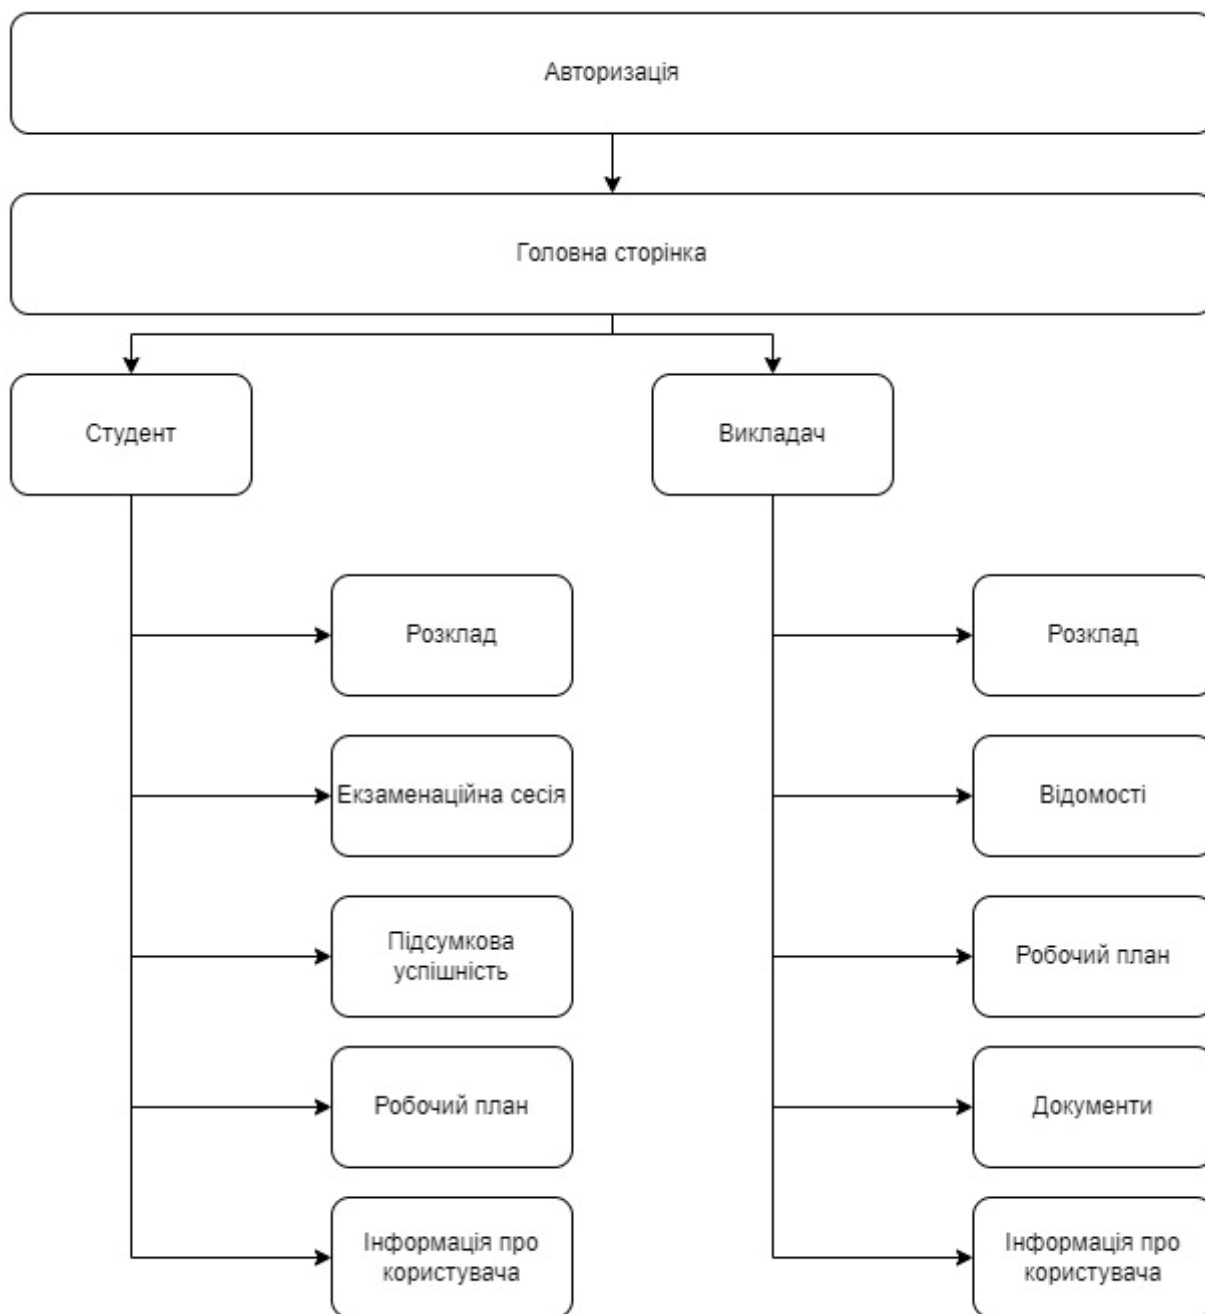 Авторизація
Головна сторінка
Студент
Викладач
Розклад
Розклад
Екзаменаційна сесія
Відомості
Підсумкова
успішність
Робочий план
Робочий план
Документи
Інформація про
користувача
Інформація про
користувача